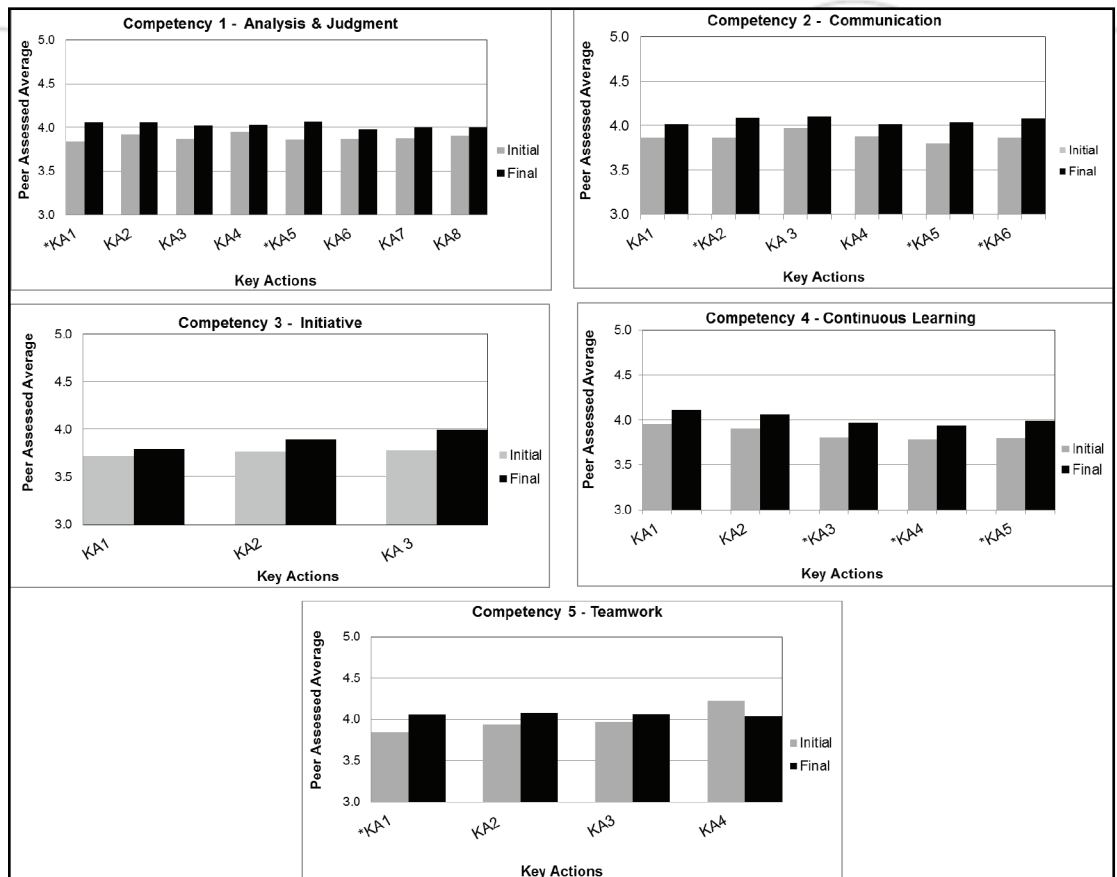 Competency 1 - Analysis & Judgment
Peer Assessed Average
5.0
4.5
4.0
3.5
3.0
*KA1 KA2 KA3 KA4 *KA5 KA6 KA7 KA8
Key Actions
Initial
Final
Competency 2 - Communication
Peer Assessed Average
5.0
4.5
4.0
3.5
3.0
KA1 *KA2 KA 3 KA4 *KA5 *KA6
Key Actions
Initial
Final
Competency 3 - Initiative
Peer Assessed Average
5.0
4.5
4.0
3.5
3.0
KA1 KA2 KA 3
Key Actions
Initial
Final
Competency 4 - Continuous Learning
Peer Assessed Average
5.0
4.5
4.0
3.5
3.0
KA1 KA2 *KA3 *KA4 *KA5
Key Actions
Initial
Final
Competency 5 - Teamwork
Peer Assessed Average
5.0
4.5
4.0
3.5
3.0
*KA1 KA2 KA3 KA4
Key Actions
Initial
Final